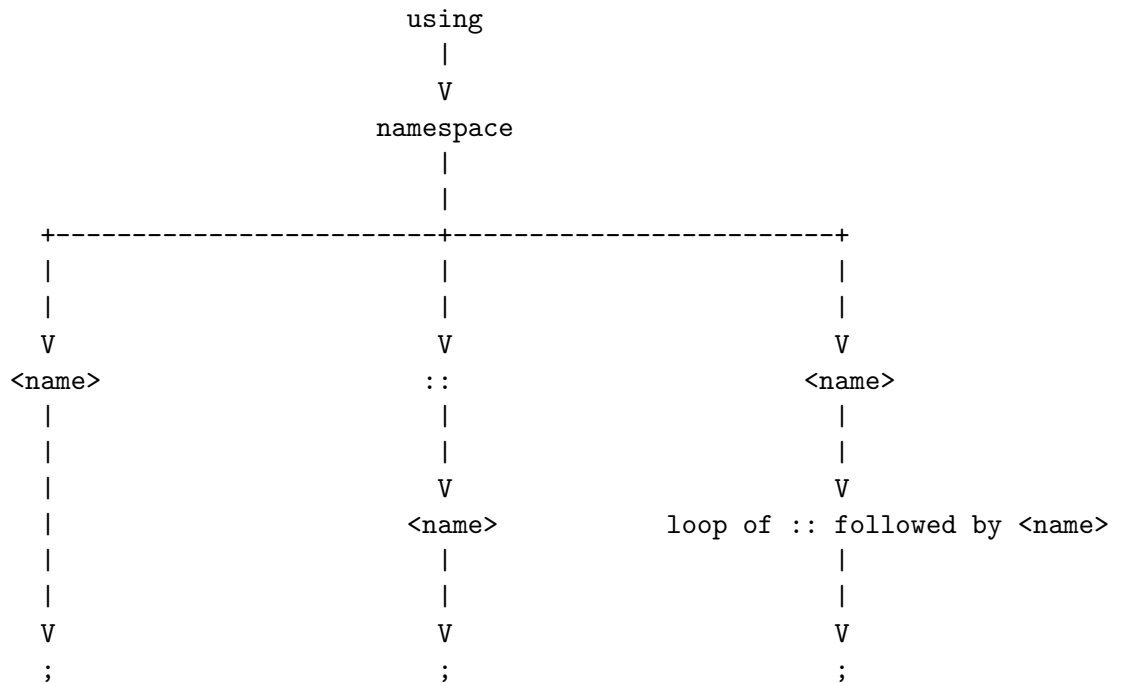 using
|
V
namespace
|
|
+-------------------------+-------------------------+
| | |
| | |
V V V
<name> :: <name>
| | |
| | |
| V V
| <name> loop of :: followed by <name>
| | |
| | |
V V V
; ; ;